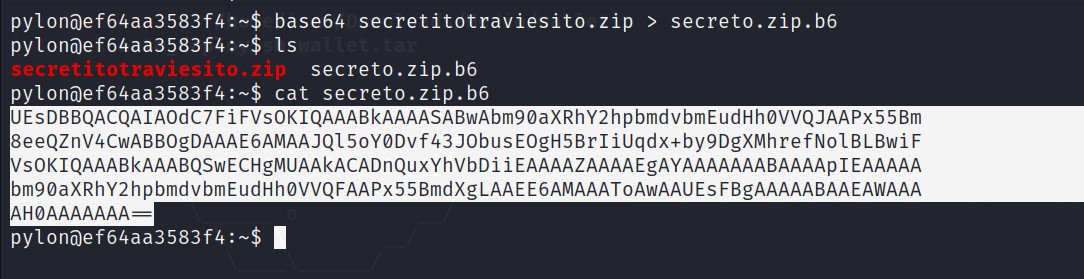 pylon@ef64aa3583f4:~$ base64 secretitotraviesito.zip > secreto.zip.b6
pylon@ef64aa3583f4:~$ ls
secretitotraviesito.zip  secreto.zip.b6
pylon@ef64aa3583f4:~$ cat secreto.zip.b6
UEsDBBQACQAIAOdC7FiFVsOKIQAAABkAAAASABwAbm90aXRhY2hpbmdvbmEudHh0VVQJAAPx55Bm
8eeQZnV4CwABBOgDAAAE6AMAAJQl5oY0Dvf43JObusEOgH5BrIiUqdx+by9DgXMhrefNolBLBwiF
VsOKIQAAABkAAABQSwECHgMUAAkACADnQuxYhVbDiiEAAAAZAAAAEgAYAAAAAAABAAAApIEAAAAA
bm90aXRhY2hpbmdvbmEudHh0VVQFAAPx55BmdXgLAAEE6AMAAAToAwAAUEsFBgAAAAABAAEAWAAA
AH0AAAAAAA==
pylon@ef64aa3583f4:~$